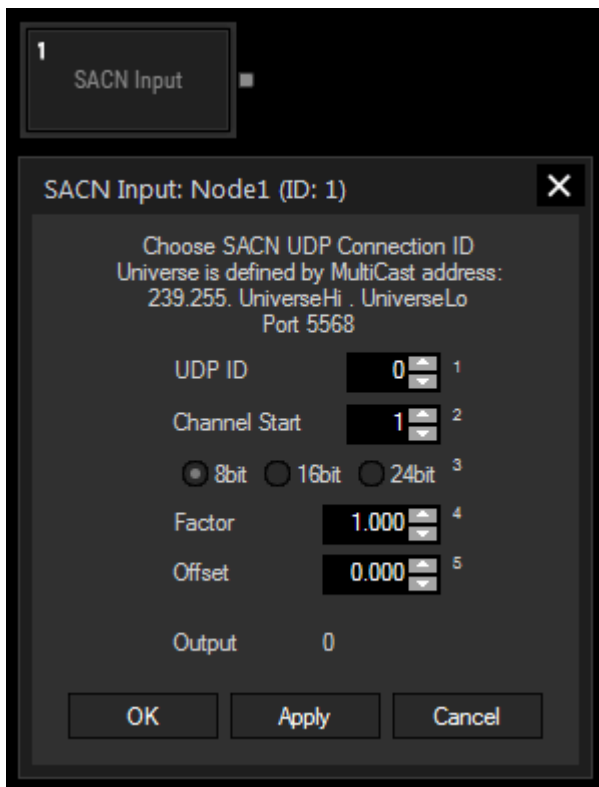 1
SACN Input
SACN Input: Node1 (ID: 1)
Choose SACN UDP Connection ID
Universe is defined by MultiCast address:
239.255. UniverseHi . UniverseLo
Port 5568
UDP ID 0 1
Channel Start 1 2
8bit 16bit 24bit 3
Factor 1.000 4
Offset 0.000 5
Output 0
OK Apply Cancel